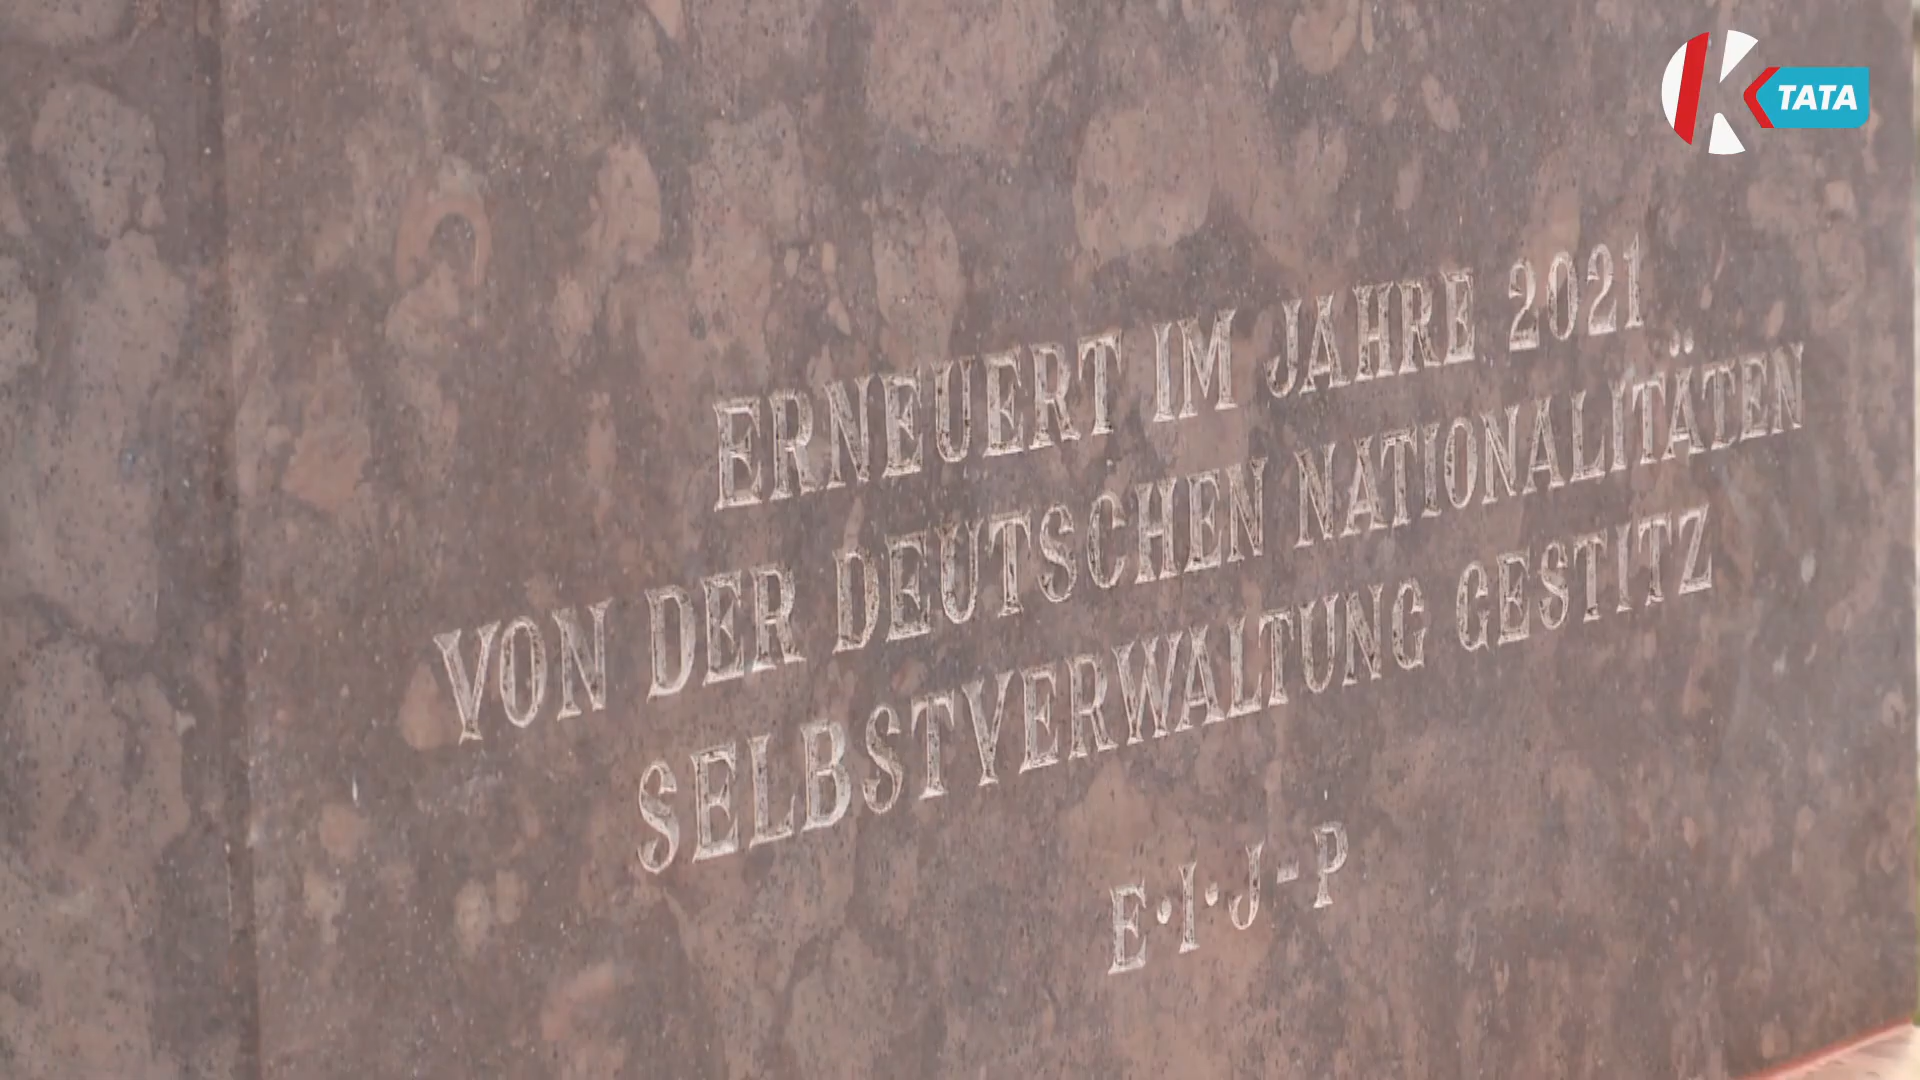 K TATA
ERNEUERT IM JAHRE 2021
VON DER DEUTSCHEN NATIONALITÄTEN
SELBSTVERWALTUNG GESTITZ
E·I·J-P